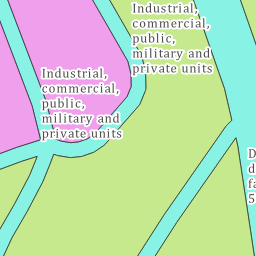 Industrial,
commercial,
public,
military and
private units
Industrial,
commercial,
public,
military and
private units
D
d
fa
5